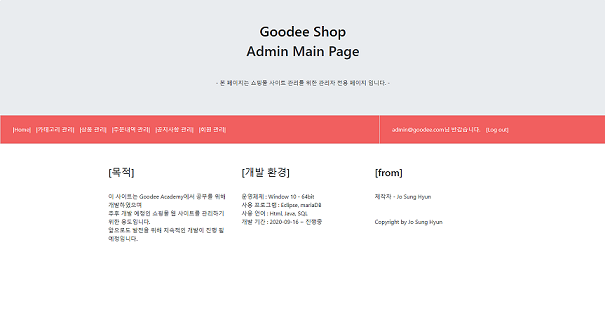 Goodee Shop
Admin Main Page
- 본 페이지는 쇼핑몰 사이트 관리를 위한 관리자 전용 페이지 입니다. -
[Home] [카테고리 관리] [상품 관리] [주문내역 관리] [공지사항 관리] [회원 관리] admin@goodee.com님 반갑습니다. [Log out]
[목적]
이 사이트는 Goodee Academy에서 공부를 위해
개발하였으며
추후 개발 예정인 쇼핑몰 웹 사이트를 관리하기
위한 용도입니다.
앞으로도 발전을 위해 지속적인 개발이 진행 될
예정입니다.
[개발 환경]
운영체제 : Window 10 - 64bit
사용 프로그램 : Eclipse, mariaDB
사용 언어 : Html, Java, SQL
개발 기간 : 2020-09-16 ~ 진행중
[from]
제작자 - Jo Sung Hyun
Copyright by Jo Sung Hyun